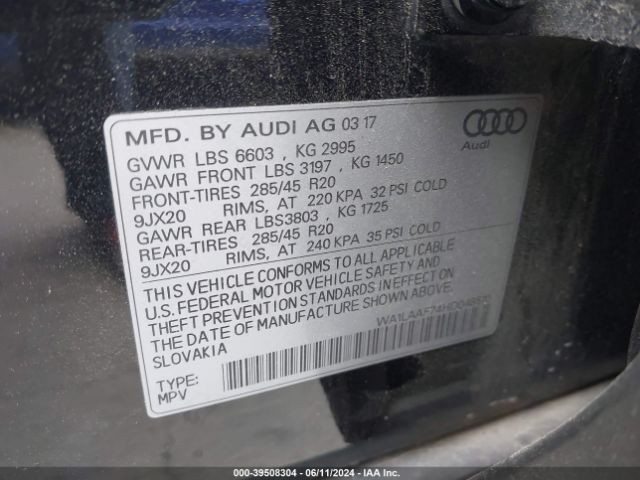 MFD. BY AUDI AG 03 17
Audi
GVWR LBS 6603 , KG 2995
GAWR FRONT LBS 3197 , KG 1450
FRONT-TIRES 285/45 R20
9JX20 RIMS, AT 220 KPA 32 PSI COLD
GAWR REAR LBS3803 , KG 1725
REAR-TIRES 285/45 R20
9JX20 RIMS, AT 240 KPA 35 PSI COLD
THIS VEHICLE CONFORMS TO ALL APPLICABLE
U.S. FEDERAL MOTOR VEHICLE SAFETY AND
THEFT PREVENTION STANDARDS IN EFFECT ON
THE DATE OF MANUFACTURE SHOWN ABOVE.
SLOVAKIA
TYPE:
MPV
000-39508304 - 06/11/2024 - IAA Inc.